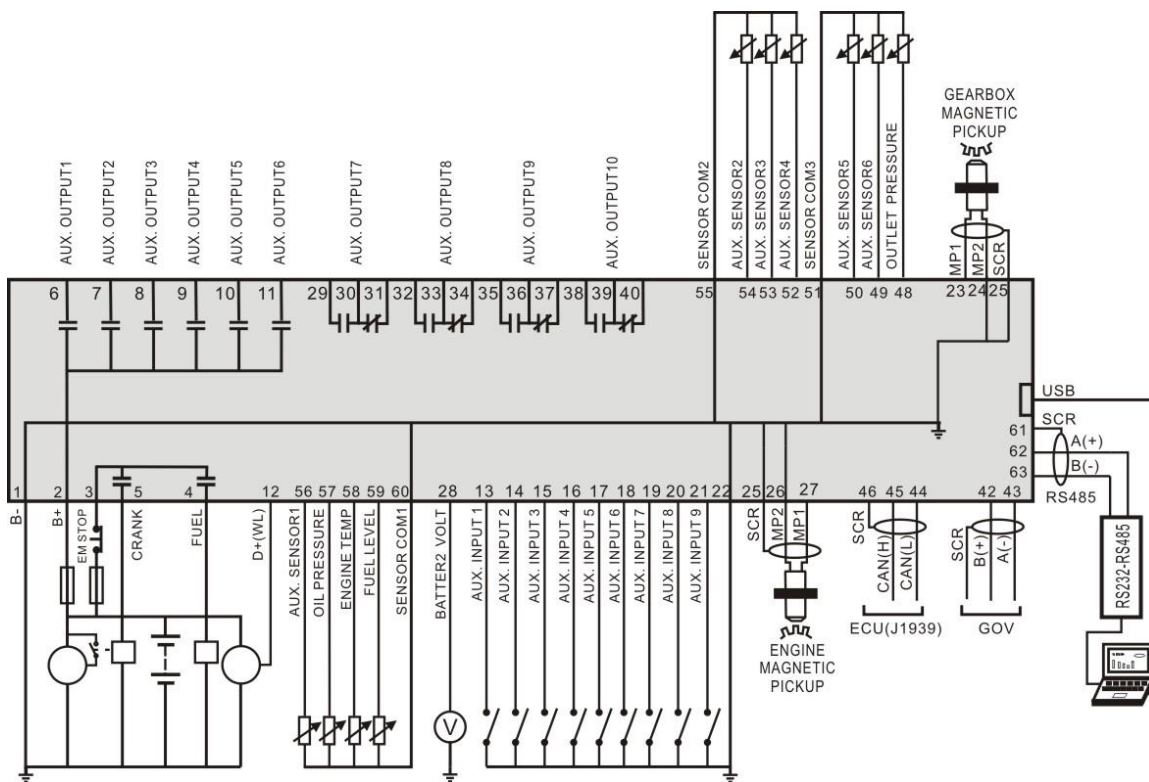 GEARBOX
MAGNETIC
PICKUP
AUX. OUTPUT1
AUX. OUTPUT2
AUX. OUTPUT3
AUX. OUTPUT4
AUX. OUTPUT5
AUX. OUTPUT6
AUX. OUTPUT7
AUX. OUTPUT8
AUX. OUTPUT9
AUX. OUTPUT10
SENSOR COM2
AUX. SENSOR2
AUX. SENSOR3
AUX. SENSOR4
SENSOR COM3
AUX. SENSOR5
AUX. SENSOR6
OUTLET PRESSURE
MP1
MP2
SCR
6 7 8 9 10 11 29 30 31 32 33 34 35 36 37 38 39 40 55 54 53 52 51 50 49 48 23 24 25
USB
61 SCR
62 A(+)
63 B(-)
RS485
1 2 3 5 4 12 56 57 58 59 60 28 13 14 15 16 17 18 19 20 21 22 25 26 27 46 45 44 42 43
B-
B+
EM STOP
CRANK
FUEL
D+(WL)
AUX. SENSOR1
OIL PRESSURE
ENGINE TEMP
FUEL LEVEL
SENSOR COM1
BATTER2 VOLT
AUX. INPUT 1
AUX. INPUT 2
AUX. INPUT 3
AUX. INPUT 4
AUX. INPUT 5
AUX. INPUT 6
AUX. INPUT 7
AUX. INPUT 8
AUX. INPUT 9
SCR
MP2
MP1
SCR
CAN(H)
CAN(L)
SCR
B(+)
A(-)
RS232-RS485
ECU(J1939)
GOV
ENGINE
MAGNETIC
PICKUP
V